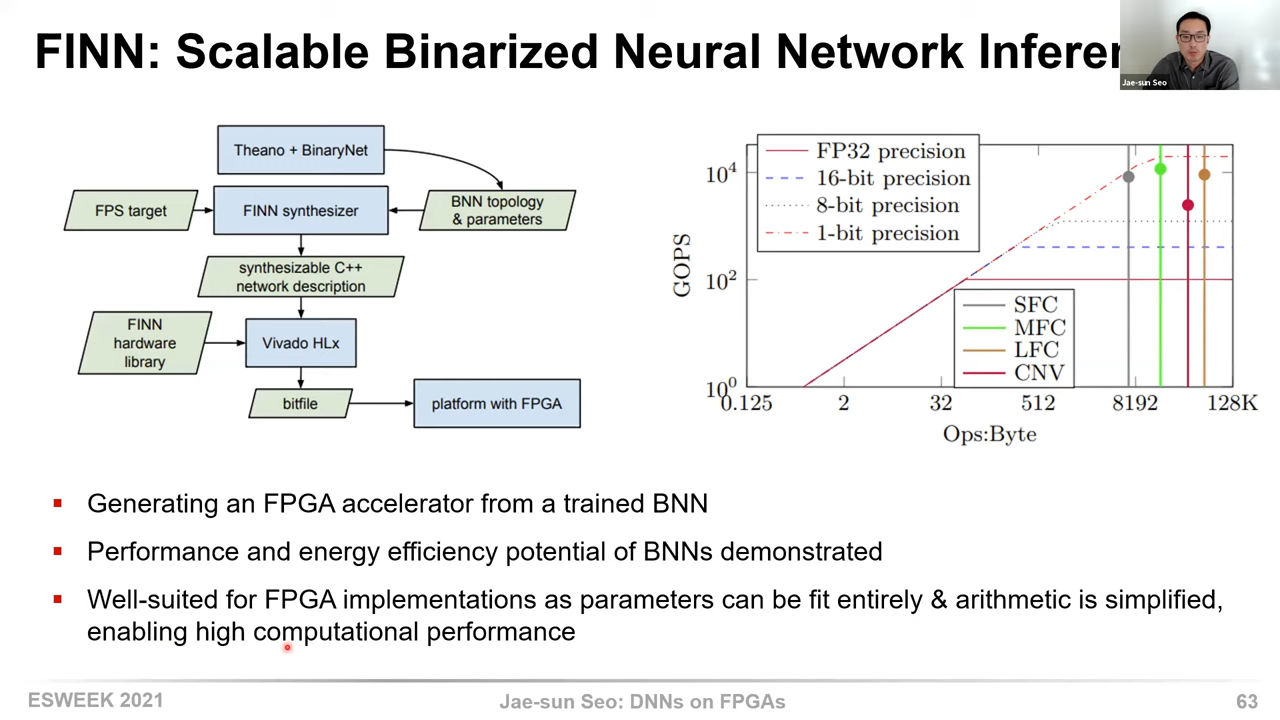 FINN: Scalable Binarized Neural Network Infere
Jae-sun Seo
Theano + BinaryNet
FPS target
FINN synthesizer
BNN topology
& parameters
synthesizable C++
network description
FINN
hardware
library
Vivado HLx
bitfile
platform with FPGA
FP32 precision
16-bit precision
8-bit precision
1-bit precision
10⁴
10²
10⁰
GOPS
SFC
MFC
LFC
CNV
0.125
2
32
512
8192
128K
Ops:Byte
▪ Generating an FPGA accelerator from a trained BNN
▪ Performance and energy efficiency potential of BNNs demonstrated
▪ Well-suited for FPGA implementations as parameters can be fit entirely & arithmetic is simplified,
enabling high computational performance
ESWEEK 2021
Jae-sun Seo: DNNs on FPGAs
63